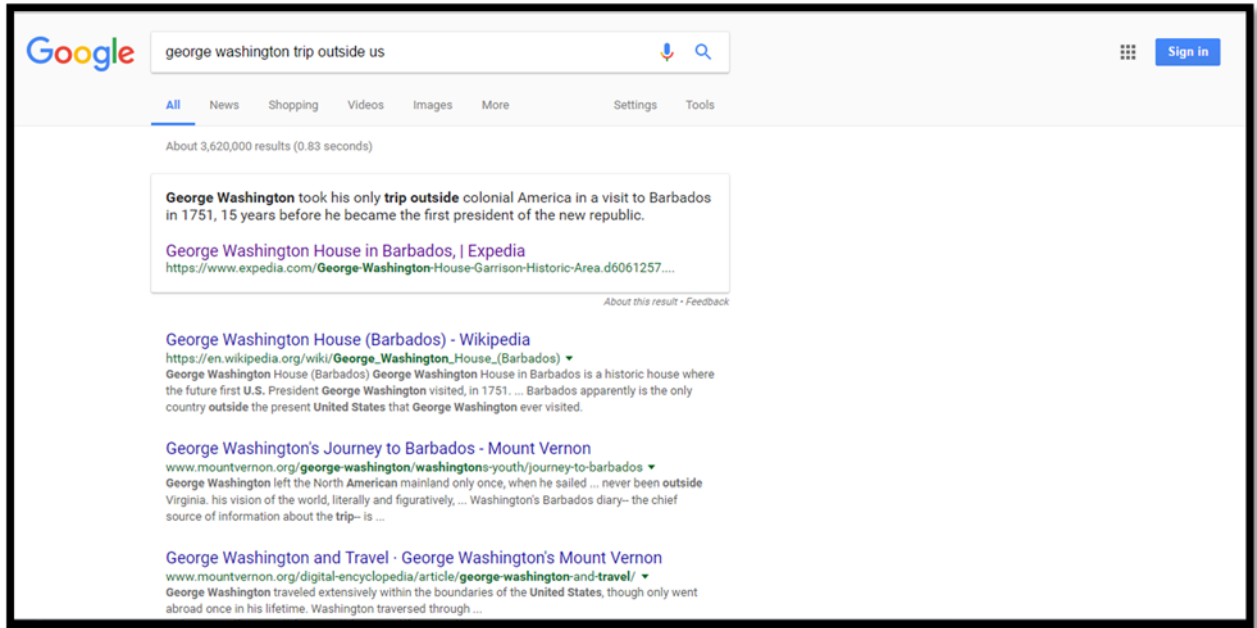 Google
george washington trip outside us
Sign in
All News Shopping Videos Images More Settings Tools
About 3,620,000 results (0.83 seconds)
George Washington took his only trip outside colonial America in a visit to Barbados
in 1751, 15 years before he became the first president of the new republic.
George Washington House in Barbados, | Expedia
https://www.expedia.com/George-Washington-House-Garrison-Historic-Area.d6061257....
About this result • Feedback
George Washington House (Barbados) - Wikipedia
https://en.wikipedia.org/wiki/George_Washington_House_(Barbados)
George Washington House (Barbados) George Washington House in Barbados is a historic house where
the future first U.S. President George Washington visited, in 1751. ... Barbados apparently is the only
country outside the present United States that George Washington ever visited.
George Washington's Journey to Barbados - Mount Vernon
www.mountvernon.org/george-washington/washingtons-youth/journey-to-barbados
George Washington left the North American mainland only once, when he sailed ... never been outside
Virginia. his vision of the world, literally and figuratively, ... Washington's Barbados diary-- the chief
source of information about the trip-- is ...
George Washington and Travel · George Washington's Mount Vernon
www.mountvernon.org/digital-encyclopedia/article/george-washington-and-travel/
George Washington traveled extensively within the boundaries of the United States, though only went
abroad once in his lifetime. Washington traversed through ...